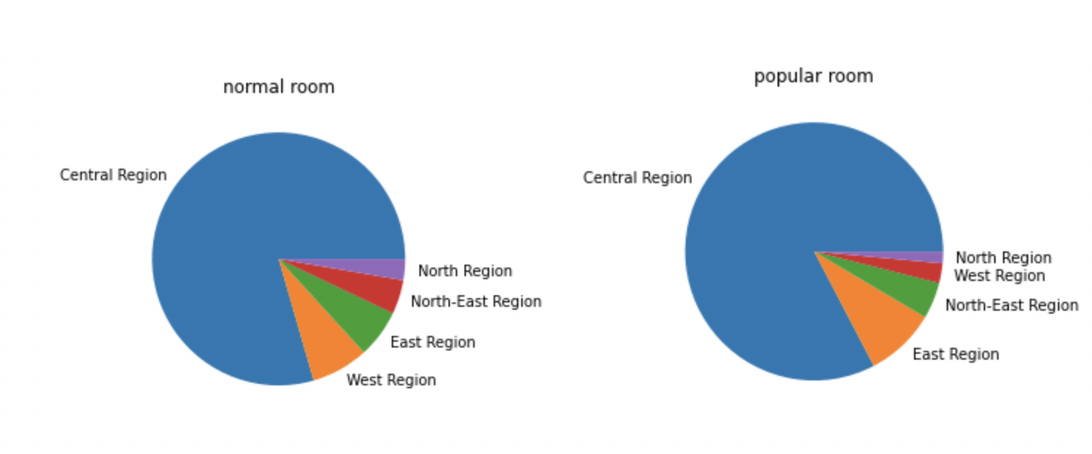 normal room
Central Region
North Region
North-East Region
East Region
West Region
popular room
Central Region
North Region
West Region
North-East Region
East Region